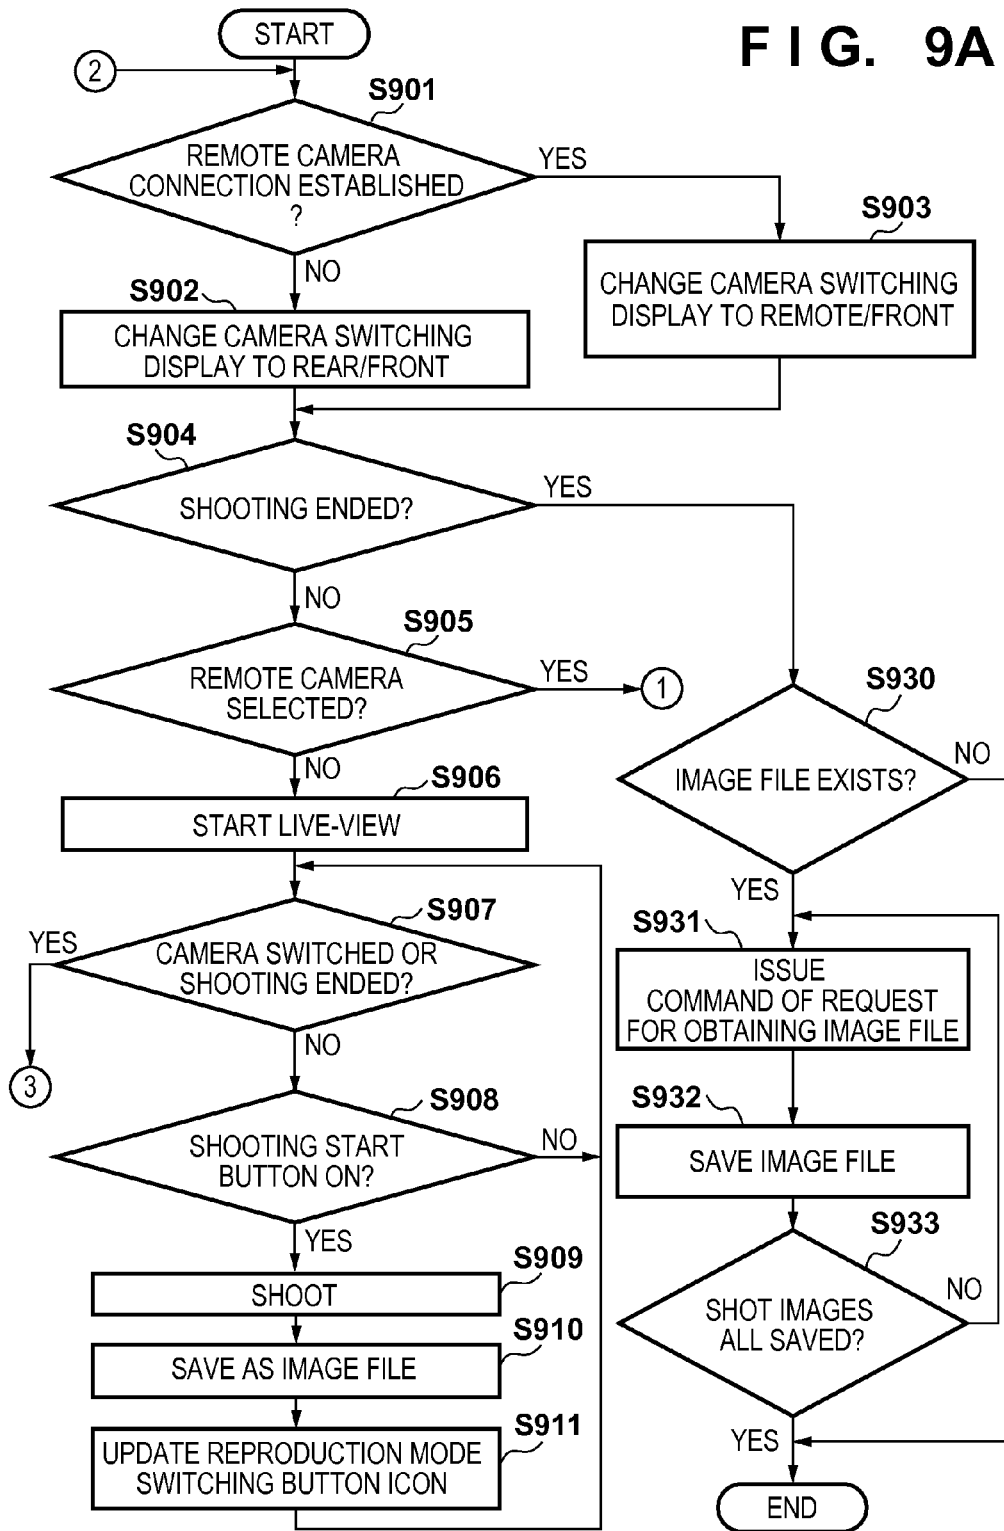 FIG. 9A
START
2
S901
REMOTE CAMERA
CONNECTION ESTABLISHED
?
YES
NO
S903
CHANGE CAMERA SWITCHING
DISPLAY TO REMOTE/FRONT
S902
CHANGE CAMERA SWITCHING
DISPLAY TO REAR/FRONT
S904
SHOOTING ENDED?
YES
NO
S905
REMOTE CAMERA
SELECTED?
YES
1
NO
S906
START LIVE-VIEW
S907
CAMERA SWITCHED OR
SHOOTING ENDED?
YES
3
NO
S908
SHOOTING START
BUTTON ON?
NO
YES
S909
SHOOT
S910
SAVE AS IMAGE FILE
S911
UPDATE REPRODUCTION MODE
SWITCHING BUTTON ICON
S930
IMAGE FILE EXISTS?
NO
YES
S931
ISSUE
COMMAND OF REQUEST
FOR OBTAINING IMAGE FILE
S932
SAVE IMAGE FILE
S933
SHOT IMAGES
ALL SAVED?
NO
YES
END